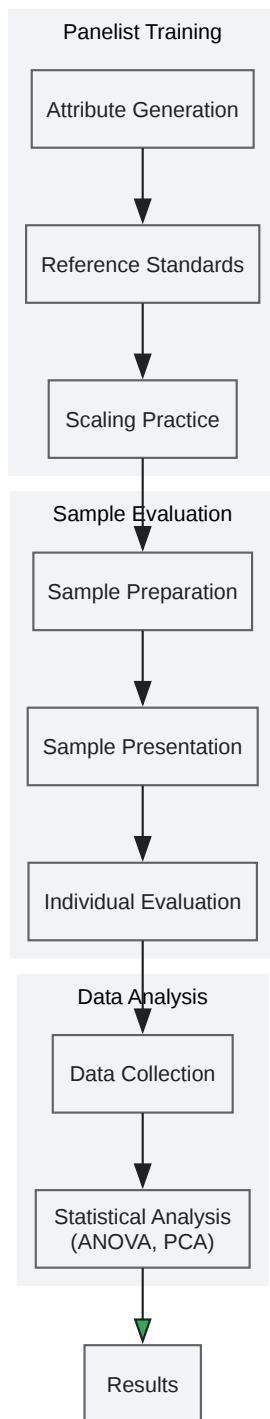 Panelist Training
Attribute Generation
Reference Standards
Scaling Practice
Sample Evaluation
Sample Preparation
Sample Presentation
Individual Evaluation
Data Analysis
Data Collection
Statistical Analysis
(ANOVA, PCA)
Results